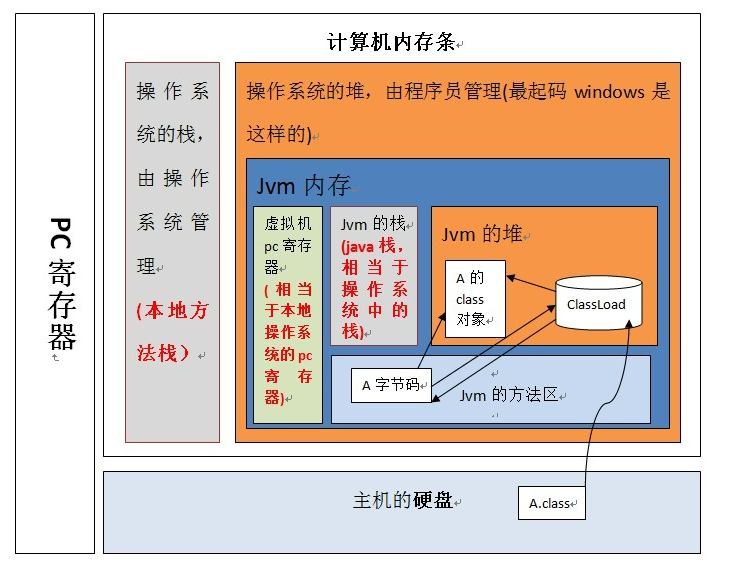 计算机内存条
PC 寄存器
操作系
统的栈，
由操作
系统管
理
(本地方
法栈）
操作系统的堆，由程序员管理(最起码 windows 是
这样的)
Jvm 内存
虚拟机
pc 寄存
器
( 相当
于本地
操作系
统的 pc
寄存
器)
Jvm 的栈
(java 栈，
相当于
操作系
统中的
栈)
Jvm 的堆
A 的
class
对象
ClassLoad
A 字节码
Jvm 的方法区
主机的硬盘
A.class